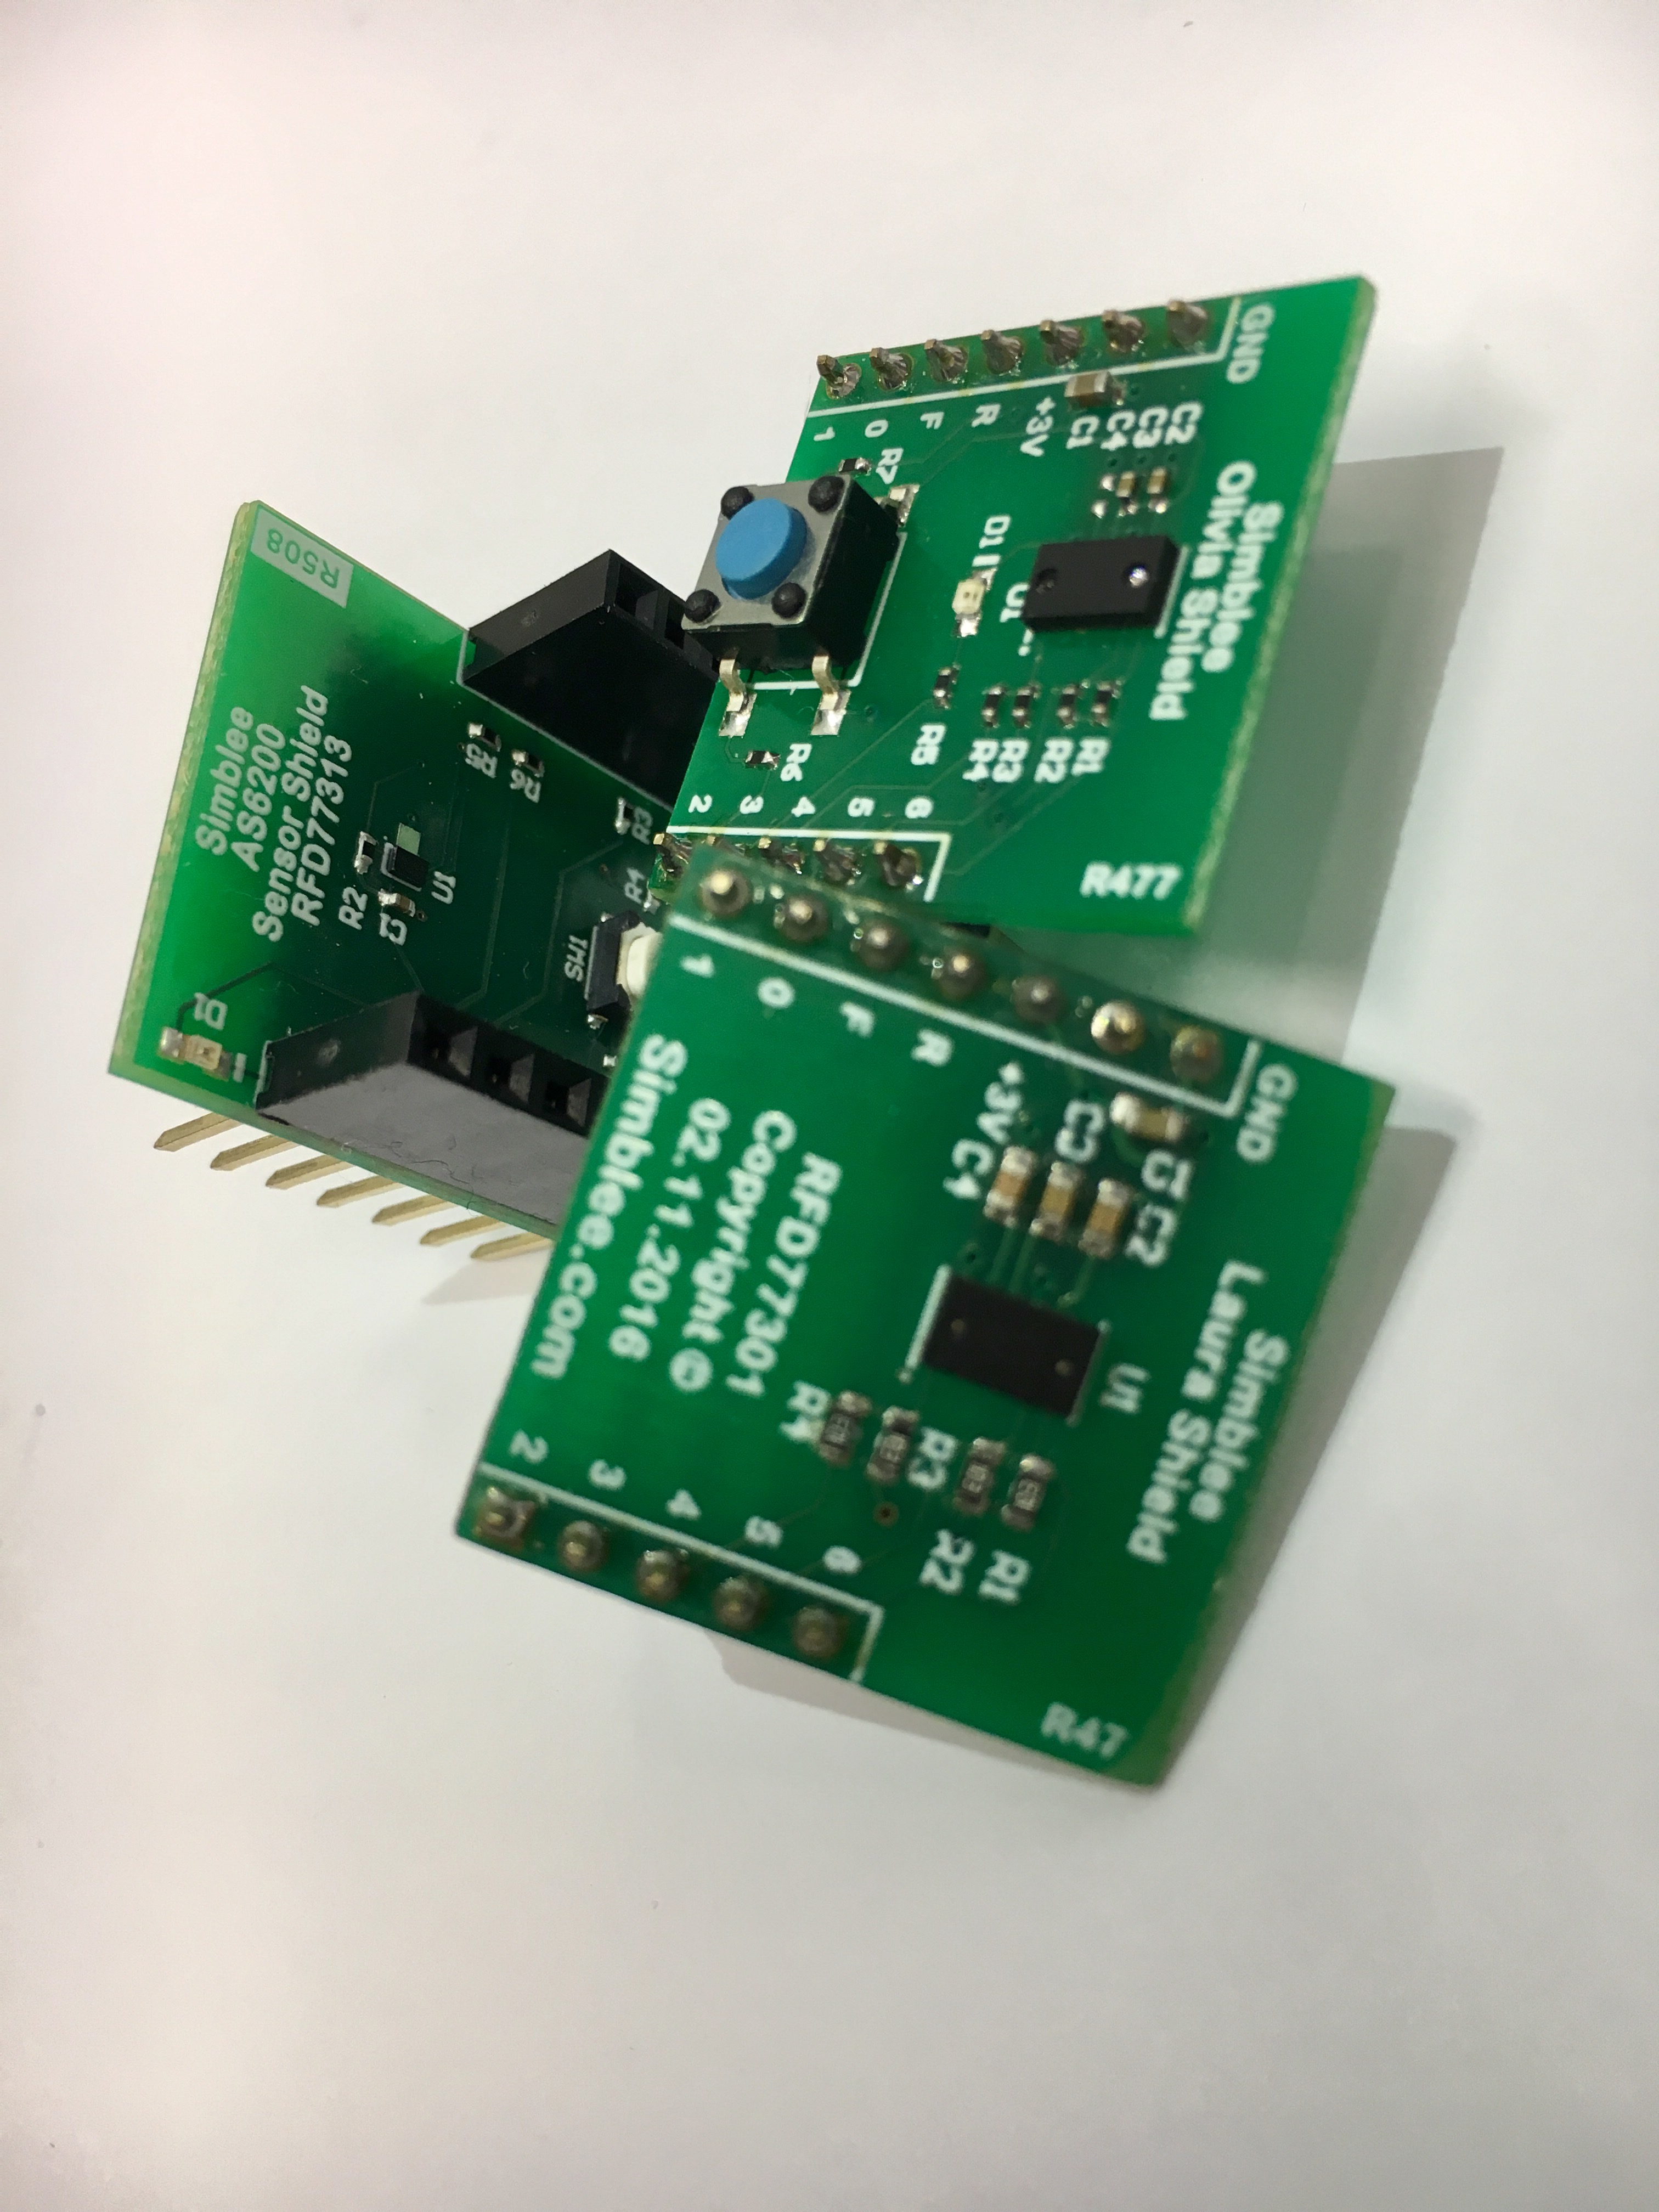 R508
Simblee
AS6200
Sensor Shield
RFD77313
R5
R6
R3
R4
R2
C1
U1
SW1
D1
GND
+3V
R
F
0
1
C2
C3
C4
C1
Simblee
Olivia Shield
R7
D1
R5
R4
R3
R2
R1
R6
2
3
4
5
6
R477
1
0
F
R
+3V
GND
C4
C3
C1
C2
RFD77301
Copyright ©
02.11.2016
Simblee.com
Simblee
Laura Shield
U1
R4
R3
R2
R1
2
3
4
5
6
R47